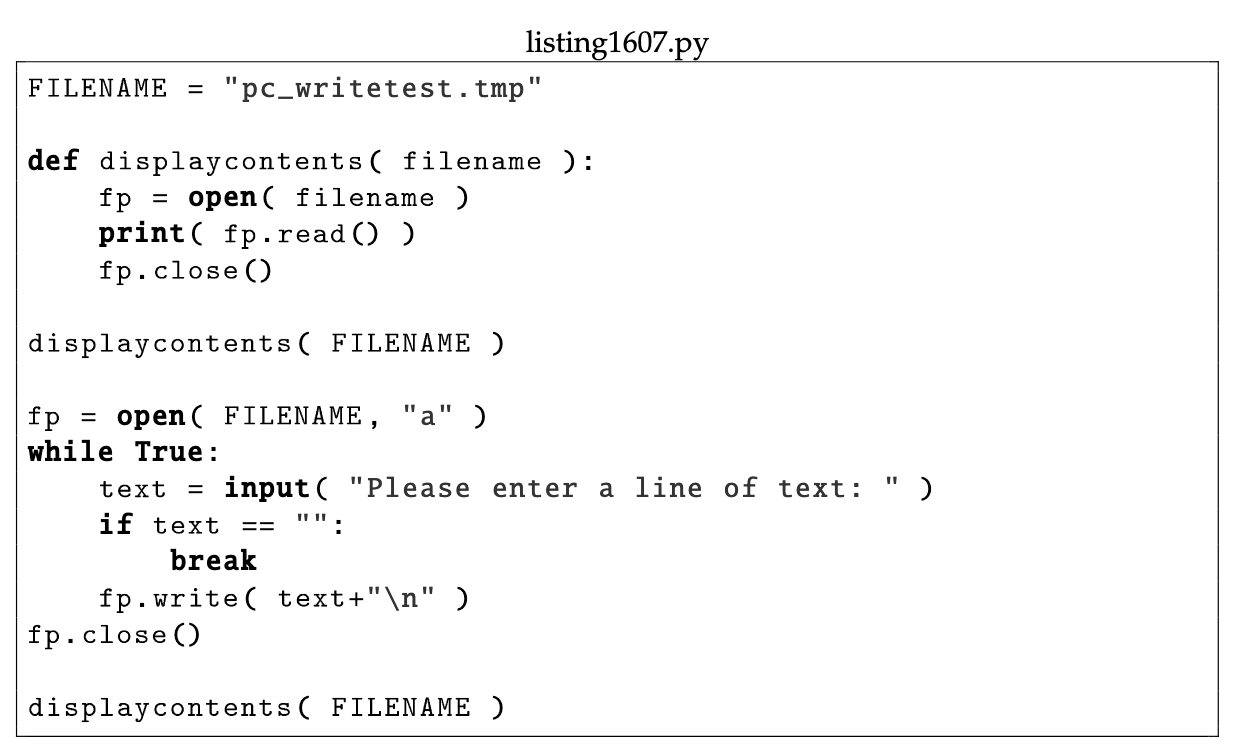 listing1607.py
FILENAME = "pc_writetest.tmp"
def displaycontents( filename ):
    fp = open( filename )
    print( fp.read() )
    fp.close()
displaycontents( FILENAME )
fp = open( FILENAME, "a" )
while True:
    text = input( "Please enter a line of text: " )
    if text == "":
        break
    fp.write( text+"\n" )
fp.close()
displaycontents( FILENAME )